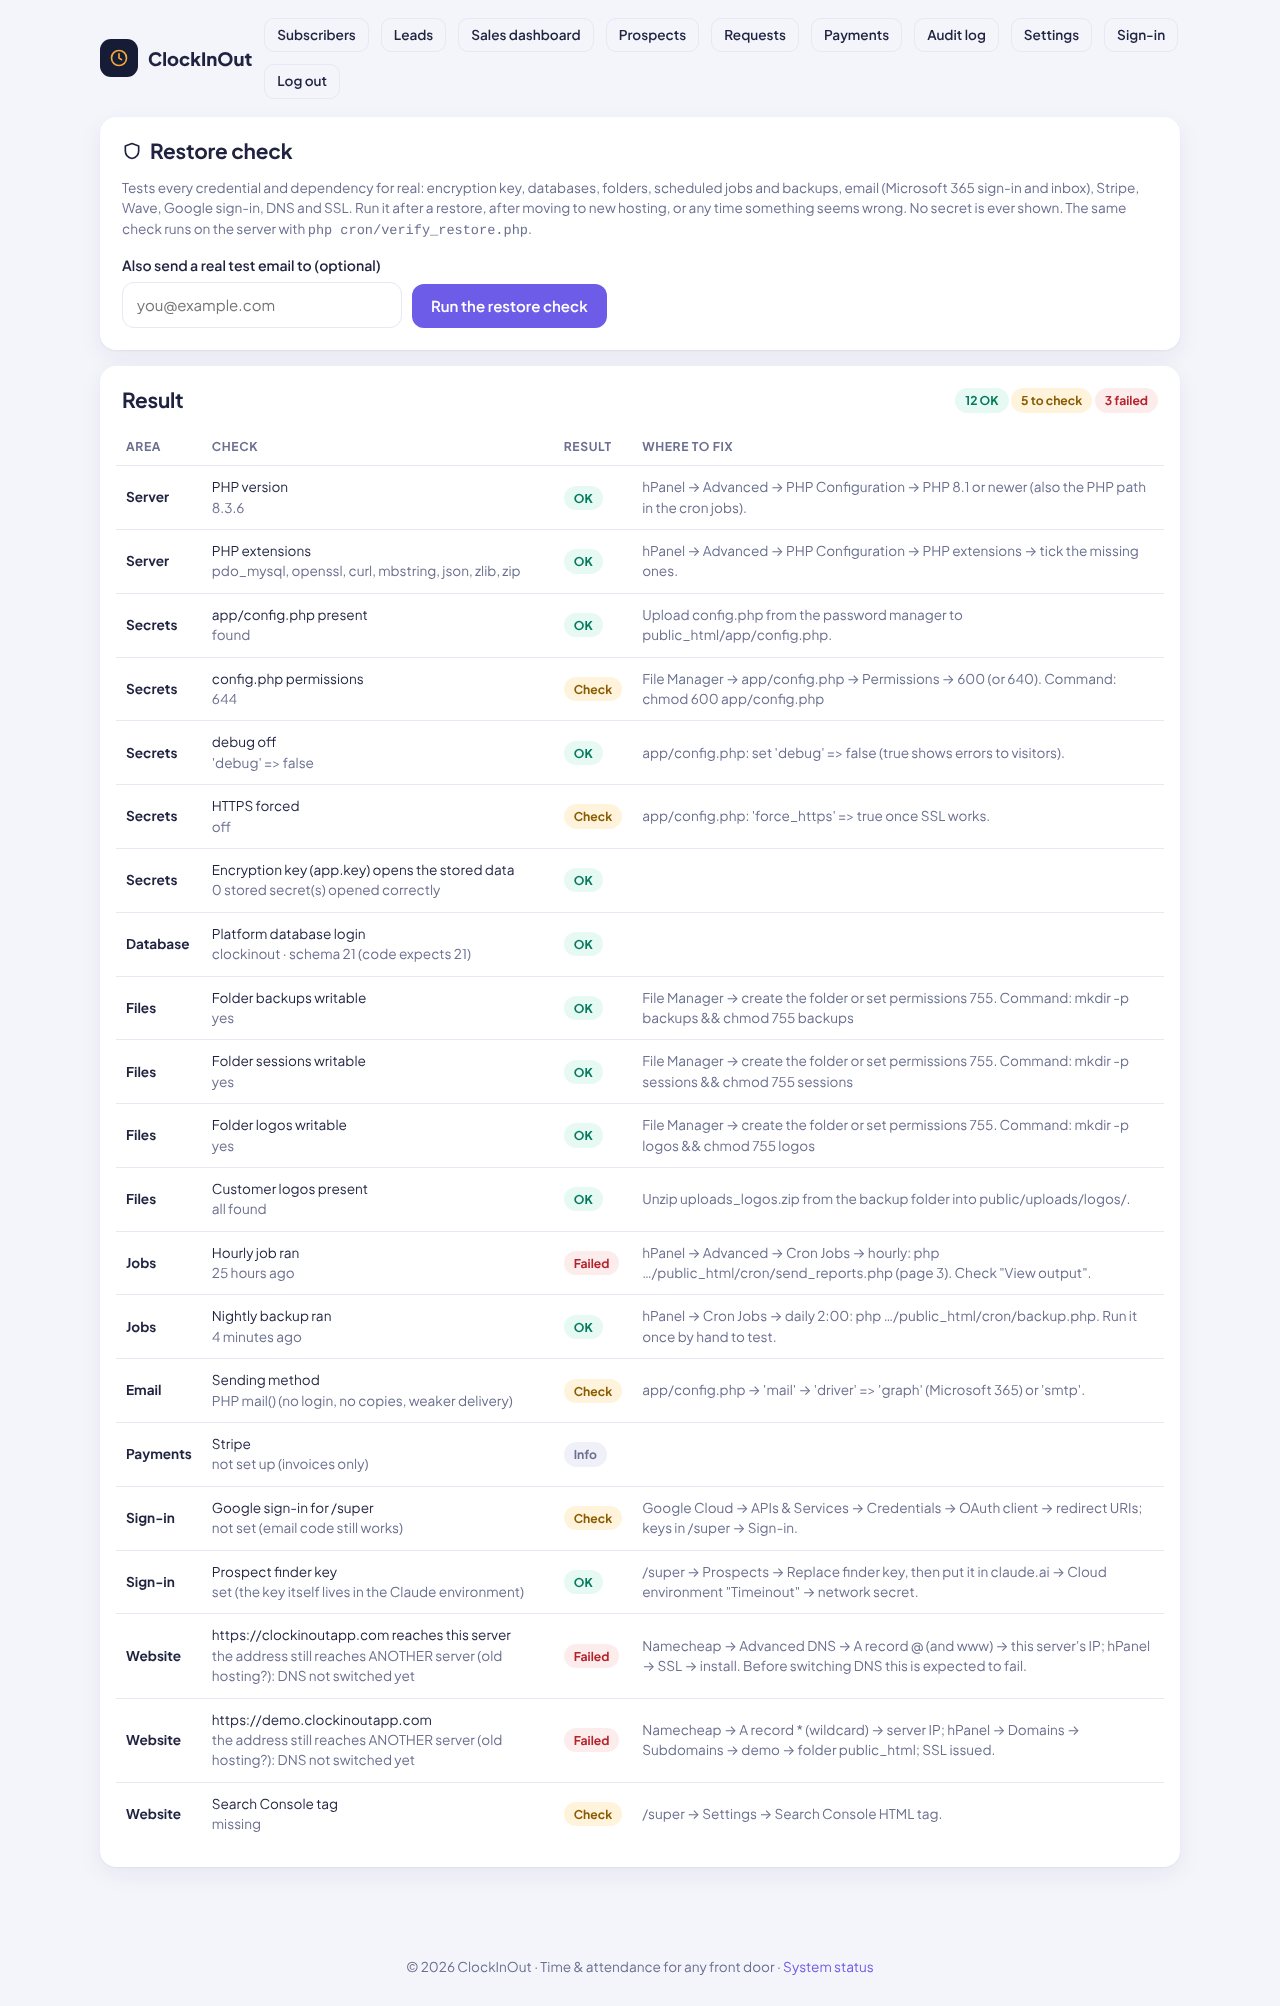 ClockInOut
Subscribers
Leads
Sales dashboard
Prospects
Requests
Payments
Audit log
Settings
Sign-in
Log out
Restore check
Tests every credential and dependency for real: encryption key, databases, folders, scheduled jobs and backups, email (Microsoft 365 sign-in and inbox), Stripe,
Wave, Google sign-in, DNS and SSL. Run it after a restore, after moving to new hosting, or any time something seems wrong. No secret is ever shown. The same
check runs on the server with php cron/verify_restore.php.
Also send a real test email to (optional)
you@example.com
Run the restore check
Result
12 OK
5 to check
3 failed
AREA CHECK RESULT WHERE TO FIX
Server
PHP version
8.3.6
OK
hPanel → Advanced → PHP Configuration → PHP 8.1 or newer (also the PHP path
in the cron jobs).
Server
PHP extensions
pdo_mysql, openssl, curl, mbstring, json, zlib, zip
OK
hPanel → Advanced → PHP Configuration → PHP extensions → tick the missing
ones.
Secrets
app/config.php present
found
OK
Upload config.php from the password manager to
public_html/app/config.php.
Secrets
config.php permissions
644
Check
File Manager → app/config.php → Permissions → 600 (or 640). Command:
chmod 600 app/config.php
Secrets
debug off
'debug' => false
OK
app/config.php: set 'debug' => false (true shows errors to visitors).
Secrets
HTTPS forced
off
Check
app/config.php: 'force_https' => true once SSL works.
Secrets
Encryption key (app.key) opens the stored data
0 stored secret(s) opened correctly
OK
Database
Platform database login
clockinout · schema 21 (code expects 21)
OK
Files
Folder backups writable
yes
OK
File Manager → create the folder or set permissions 755. Command: mkdir -p
backups && chmod 755 backups
Files
Folder sessions writable
yes
OK
File Manager → create the folder or set permissions 755. Command: mkdir -p
sessions && chmod 755 sessions
Files
Folder logos writable
yes
OK
File Manager → create the folder or set permissions 755. Command: mkdir -p
logos && chmod 755 logos
Files
Customer logos present
all found
OK
Unzip uploads_logos.zip from the backup folder into public/uploads/logos/.
Jobs
Hourly job ran
25 hours ago
Failed
hPanel → Advanced → Cron Jobs → hourly: php
…/public_html/cron/send_reports.php (page 3). Check "View output".
Jobs
Nightly backup ran
4 minutes ago
OK
hPanel → Cron Jobs → daily 2:00: php …/public_html/cron/backup.php. Run it
once by hand to test.
Email
Sending method
PHP mail() (no login, no copies, weaker delivery)
Check
app/config.php → 'mail' → 'driver' => 'graph' (Microsoft 365) or 'smtp'.
Payments
Stripe
not set up (invoices only)
Info
Sign-in
Google sign-in for /super
not set (email code still works)
Check
Google Cloud → APIs & Services → Credentials → OAuth client → redirect URIs;
keys in /super → Sign-in.
Sign-in
Prospect finder key
set (the key itself lives in the Claude environment)
OK
/super → Prospects → Replace finder key, then put it in claude.ai → Cloud
environment "Timeinout" → network secret.
Website
https://clockinoutapp.com reaches this server
the address still reaches ANOTHER server (old
hosting?): DNS not switched yet
Failed
Namecheap → Advanced DNS → A record @ (and www) → this server's IP; hPanel
→ SSL → install. Before switching DNS this is expected to fail.
Website
https://demo.clockinoutapp.com
the address still reaches ANOTHER server (old
hosting?): DNS not switched yet
Failed
Namecheap → A record * (wildcard) → server IP; hPanel → Domains →
Subdomains → demo → folder public_html; SSL issued.
Website
Search Console tag
missing
Check
/super → Settings → Search Console HTML tag.
© 2026 ClockInOut · Time & attendance for any front door · System status